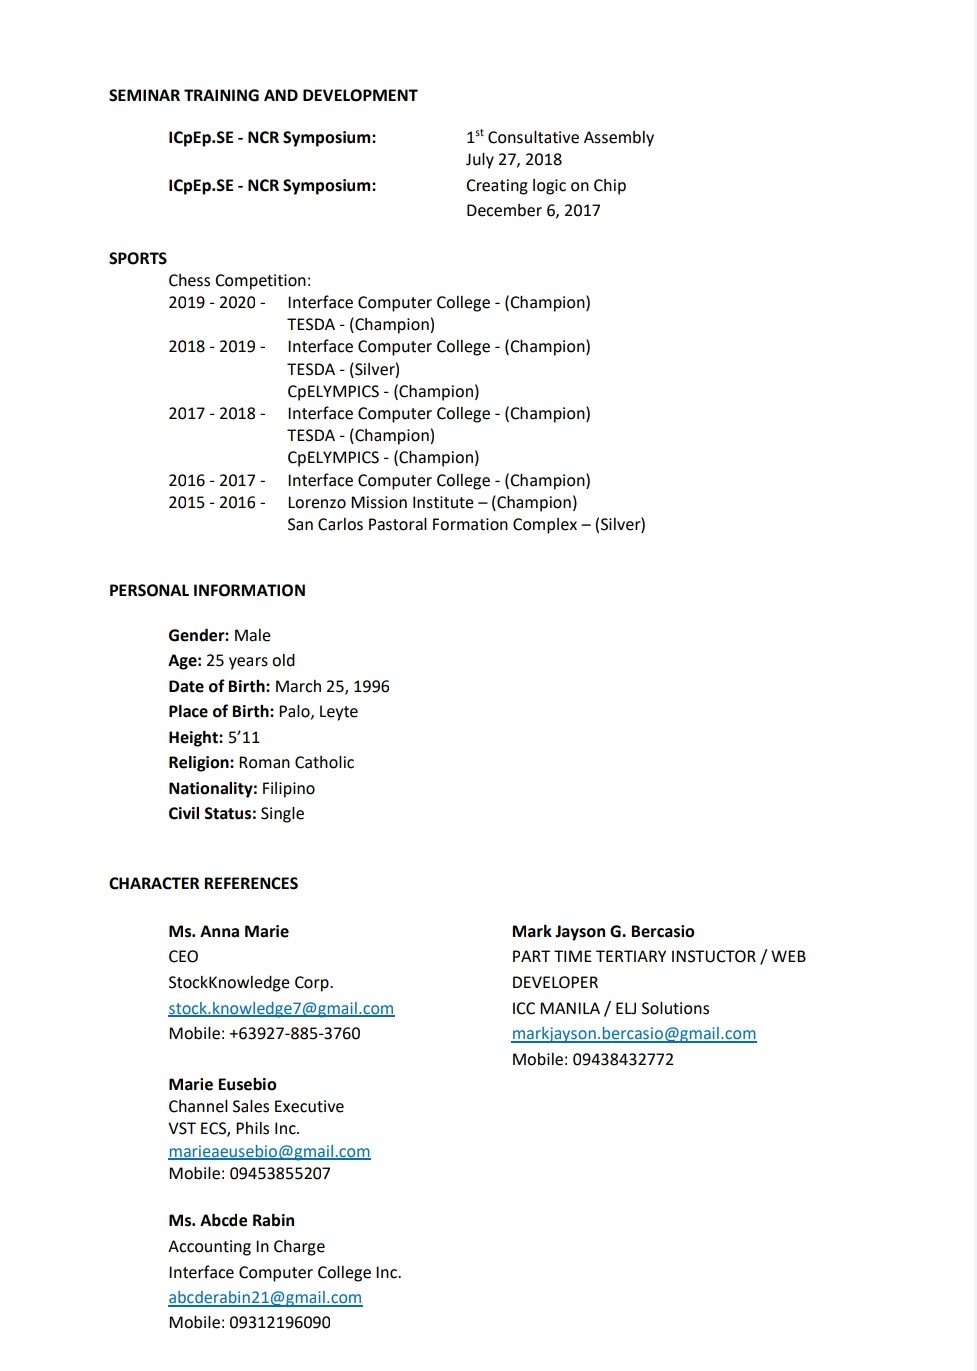 SEMINAR TRAINING AND DEVELOPMENT
ICpEp.SE - NCR Symposium: 1st Consultative Assembly
July 27, 2018
ICpEp.SE - NCR Symposium: Creating logic on Chip
December 6, 2017
SPORTS
Chess Competition:
2019 - 2020 - Interface Computer College - (Champion)
TESDA - (Champion)
2018 - 2019 - Interface Computer College - (Champion)
TESDA - (Silver)
CpELYMPICS - (Champion)
2017 - 2018 - Interface Computer College - (Champion)
TESDA - (Champion)
CpELYMPICS - (Champion)
2016 - 2017 - Interface Computer College - (Champion)
2015 - 2016 - Lorenzo Mission Institute – (Champion)
San Carlos Pastoral Formation Complex – (Silver)
PERSONAL INFORMATION
Gender: Male
Age: 25 years old
Date of Birth: March 25, 1996
Place of Birth: Palo, Leyte
Height: 5’11
Religion: Roman Catholic
Nationality: Filipino
Civil Status: Single
CHARACTER REFERENCES
Ms. Anna Marie
CEO
StockKnowledge Corp.
stock.knowledge7@gmail.com
Mobile: +63927-885-3760
Mark Jayson G. Bercasio
PART TIME TERTIARY INSTUCTOR / WEB
DEVELOPER
ICC MANILA / ELJ Solutions
markjayson.bercasio@gmail.com
Mobile: 09438432772
Marie Eusebio
Channel Sales Executive
VST ECS, Phils Inc.
marieaeusebio@gmail.com
Mobile: 09453855207
Ms. Abcde Rabin
Accounting In Charge
Interface Computer College Inc.
abcderabin21@gmail.com
Mobile: 09312196090